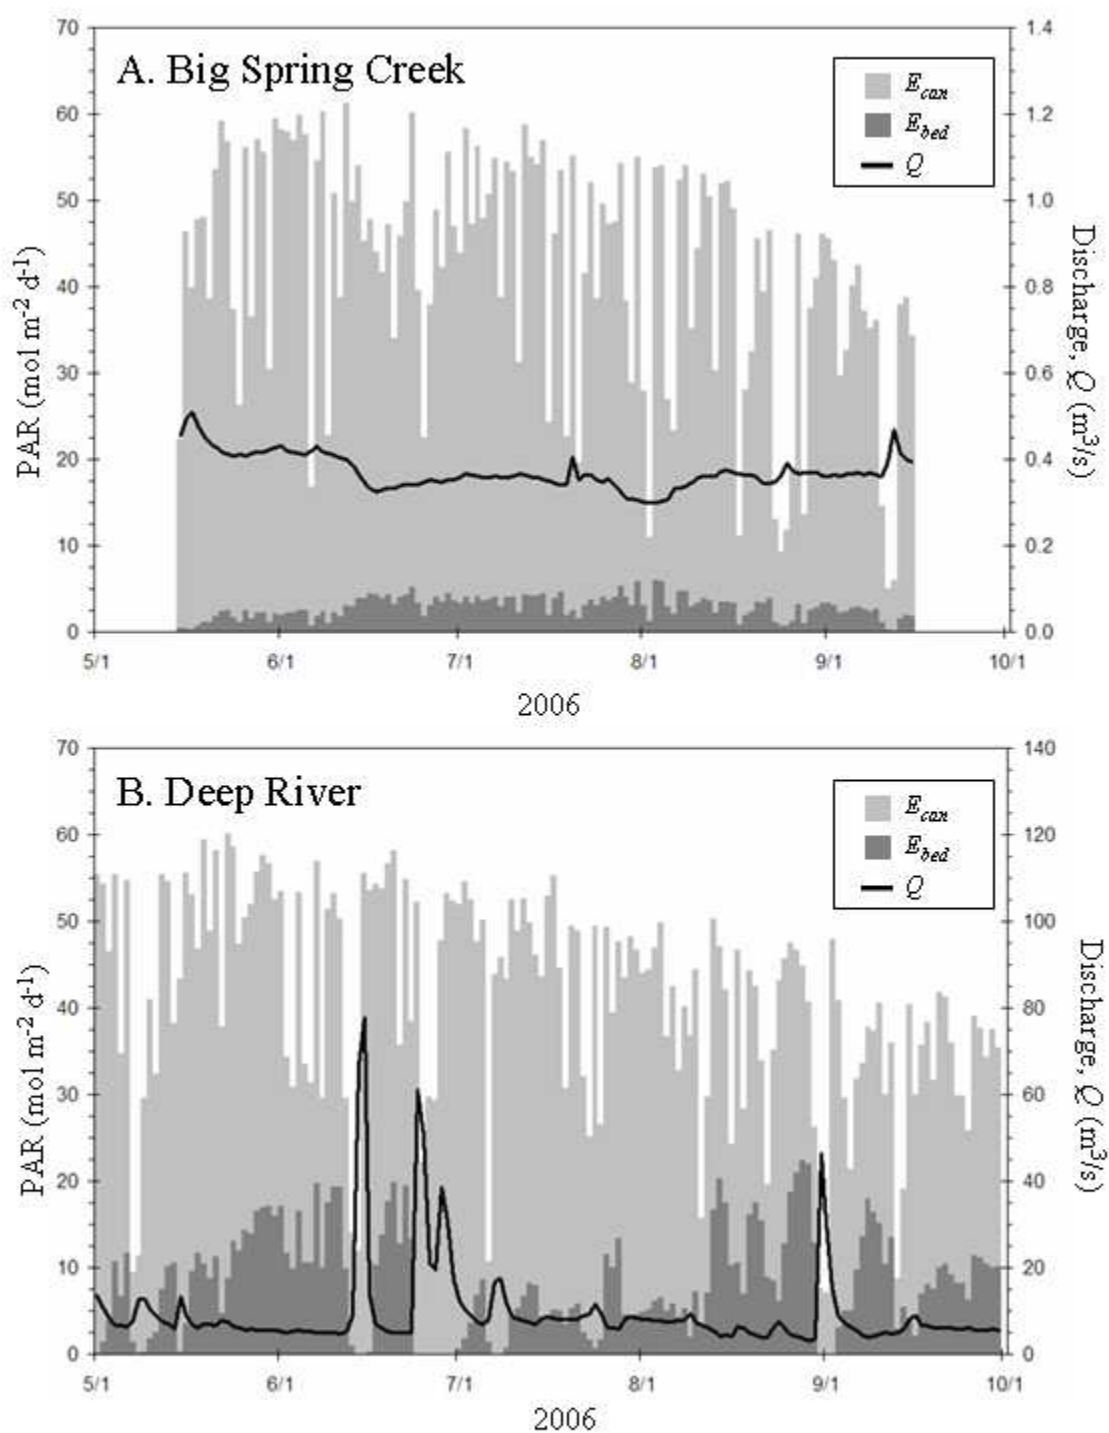 A. Big Spring Creek
E_can
E_bed
Q
70
60
50
40
30
20
10
0
1.4
1.2
1.0
0.8
0.6
0.4
0.2
0.0
PAR (mol m⁻² d⁻¹)
Discharge, Q (m³/s)
5/1 6/1 7/1 8/1 9/1 10/1
2006
B. Deep River
E_can
E_bed
Q
70
60
50
40
30
20
10
0
140
120
100
80
60
40
20
0
PAR (mol m⁻² d⁻¹)
Discharge, Q (m³/s)
5/1 6/1 7/1 8/1 9/1 10/1
2006